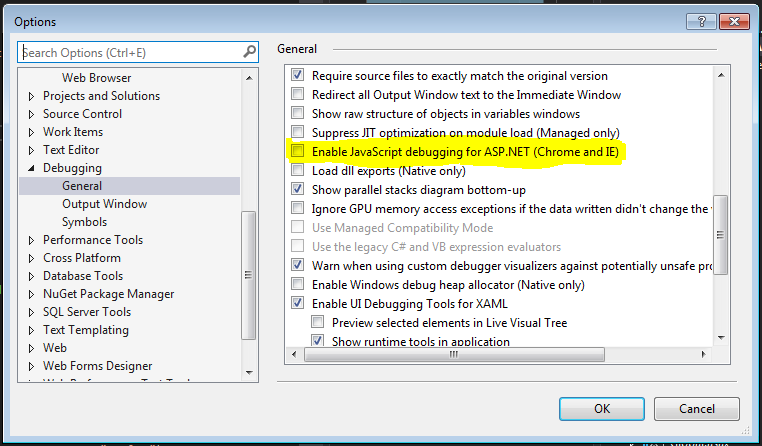 Options
Search Options (Ctrl+E)
Web Browser
Projects and Solutions
Source Control
Work Items
Text Editor
Debugging
General
Output Window
Symbols
Performance Tools
Cross Platform
Database Tools
NuGet Package Manager
SQL Server Tools
Text Templating
Web
Web Forms Designer
General
Require source files to exactly match the original version
Redirect all Output Window text to the Immediate Window
Show raw structure of objects in variables windows
Suppress JIT optimization on module load (Managed only)
Enable JavaScript debugging for ASP.NET (Chrome and IE)
Load dll exports (Native only)
Show parallel stacks diagram bottom-up
Ignore GPU memory access exceptions if the data written didn't change the
Use Managed Compatibility Mode
Use the legacy C# and VB expression evaluators
Warn when using custom debugger visualizers against potentially unsafe pro
Enable Windows debug heap allocator (Native only)
Enable UI Debugging Tools for XAML
Preview selected elements in Live Visual Tree
Show runtime tools in application
OK
Cancel